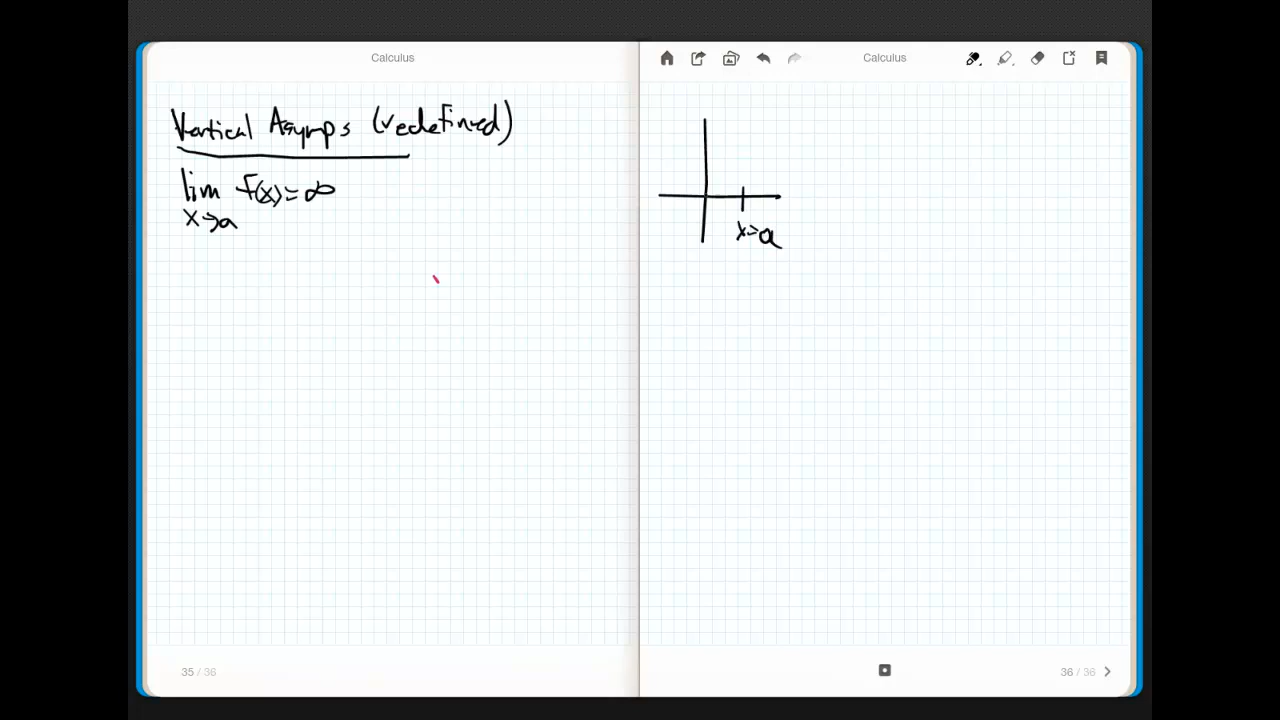 Calculus
Vertical Asymps (redefined)
lim f(x)=∞
x→a
35 / 36
Calculus
x=a
36 / 36